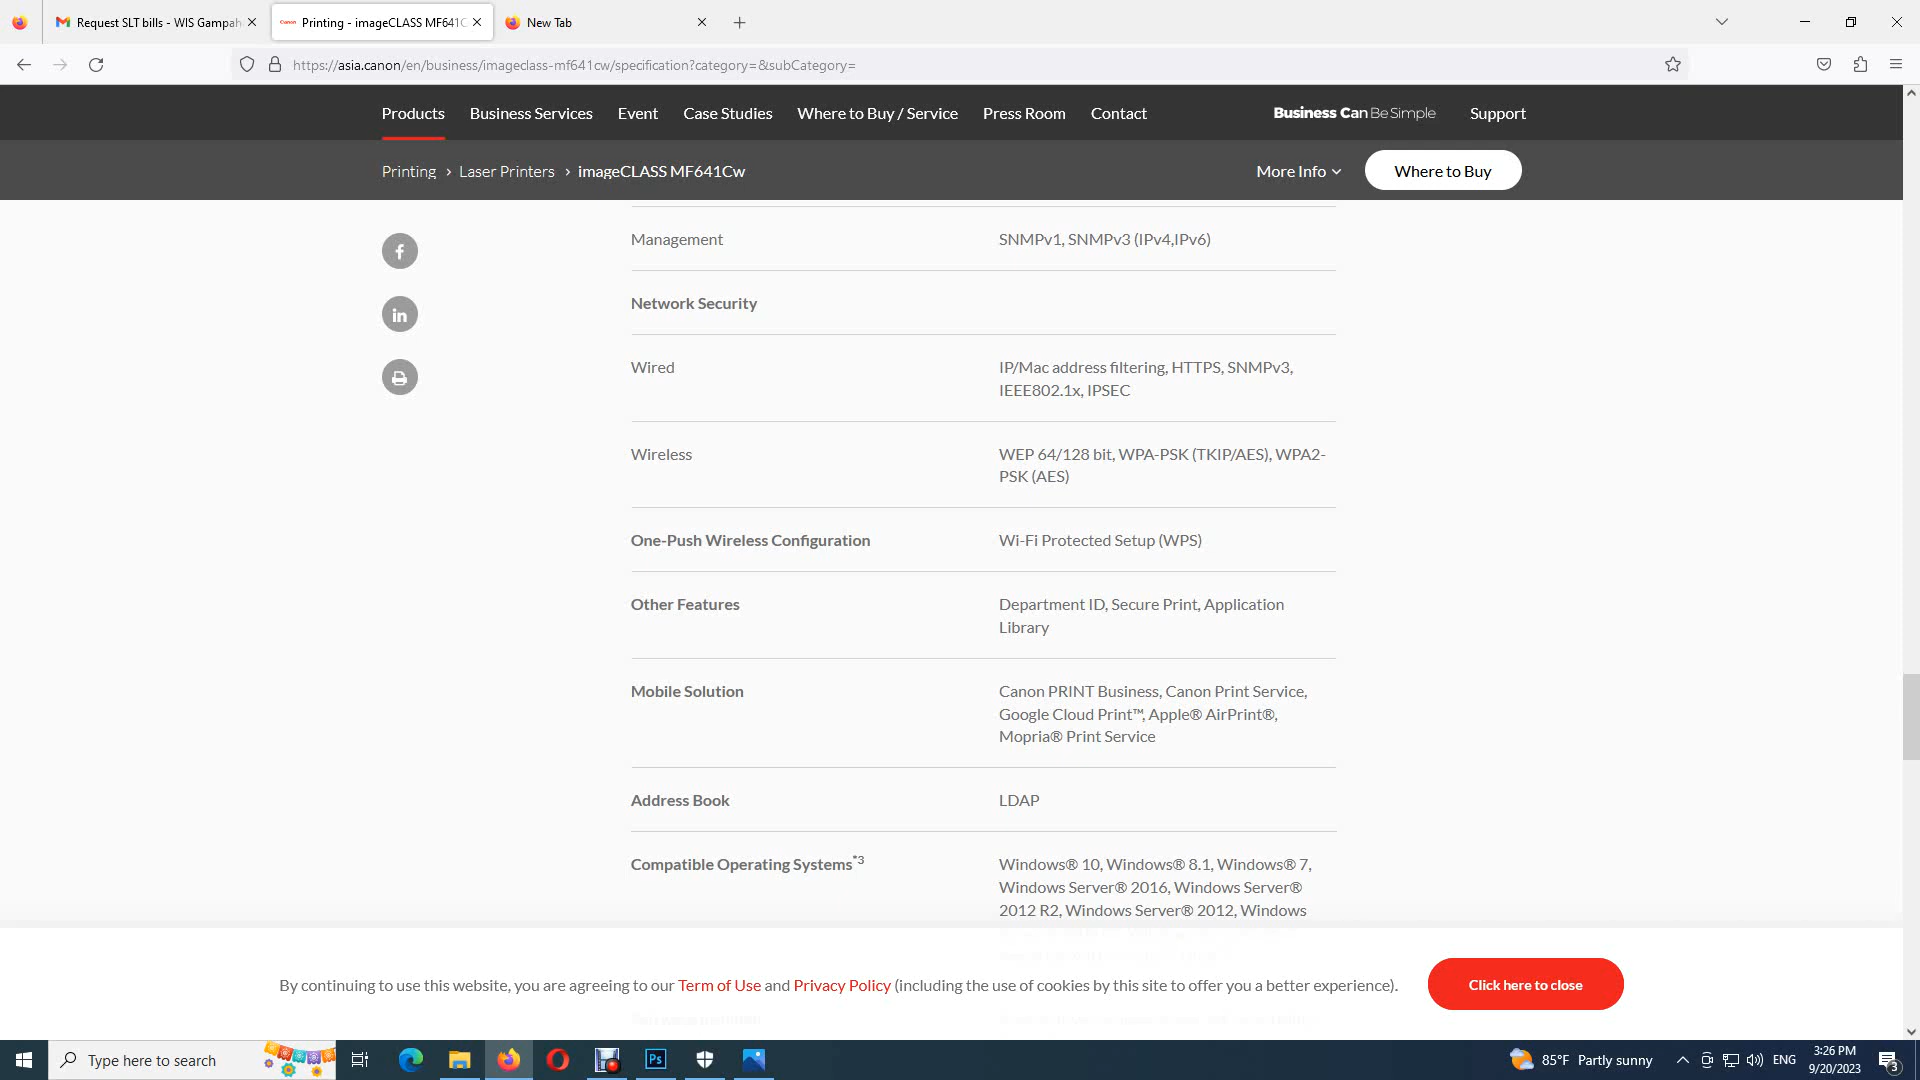 Request SLT bills - WIS Gampah
Printing - imageCLASS MF641C
New Tab
https://asia.canon/en/business/imageclass-mf641cw/specification?category=&subCategory=
Products Business Services Event Case Studies Where to Buy / Service Press Room Contact Business Can Be Simple Support
Printing › Laser Printers › imageCLASS MF641Cw More Info Where to Buy
Management SNMPv1, SNMPv3 (IPv4,IPv6)
Network Security
Wired IP/Mac address filtering, HTTPS, SNMPv3,
IEEE802.1x, IPSEC
Wireless WEP 64/128 bit, WPA-PSK (TKIP/AES), WPA2-
PSK (AES)
One-Push Wireless Configuration Wi-Fi Protected Setup (WPS)
Other Features Department ID, Secure Print, Application
Library
Mobile Solution Canon PRINT Business, Canon Print Service,
Google Cloud Print™, Apple® AirPrint®,
Mopria® Print Service
Address Book LDAP
Compatible Operating Systems*3 Windows® 10, Windows® 8.1, Windows® 7,
Windows Server® 2016, Windows Server®
2012 R2, Windows Server® 2012, Windows
By continuing to use this website, you are agreeing to our Term of Use and Privacy Policy (including the use of cookies by this site to offer you a better experience). Click here to close
Type here to search
85°F Partly sunny
ENG
3:26 PM
9/20/2023
3